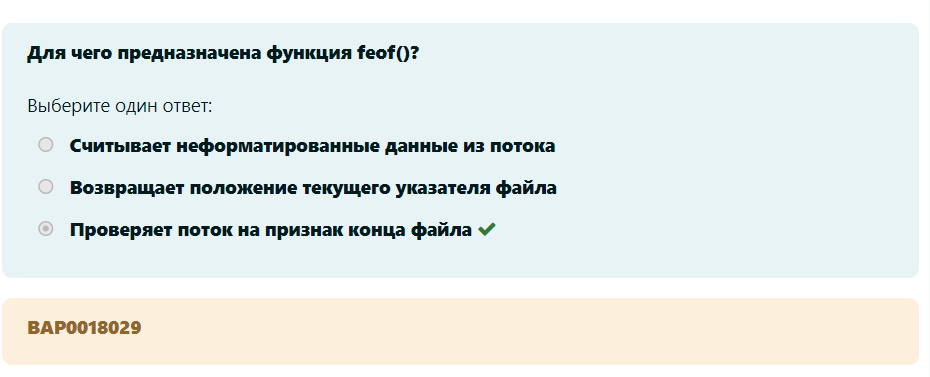 Для чего предназначена функция feof()?
Выберите один ответ:
Считывает неформатированные данные из потока
Возвращает положение текущего указателя файла
Проверяет поток на признак конца файла
BAP0018029